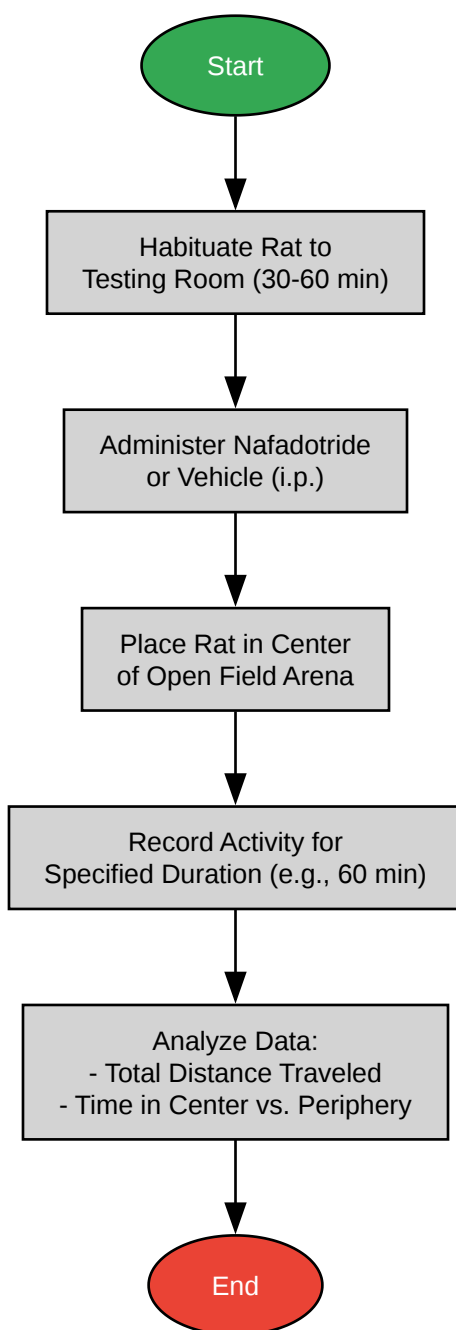 Start
Habituate Rat to
Testing Room (30-60 min)
Administer Nafadotride
or Vehicle (i.p.)
Place Rat in Center
of Open Field Arena
Record Activity for
Specified Duration (e.g., 60 min)
Analyze Data:
- Total Distance Traveled
- Time in Center vs. Periphery
End